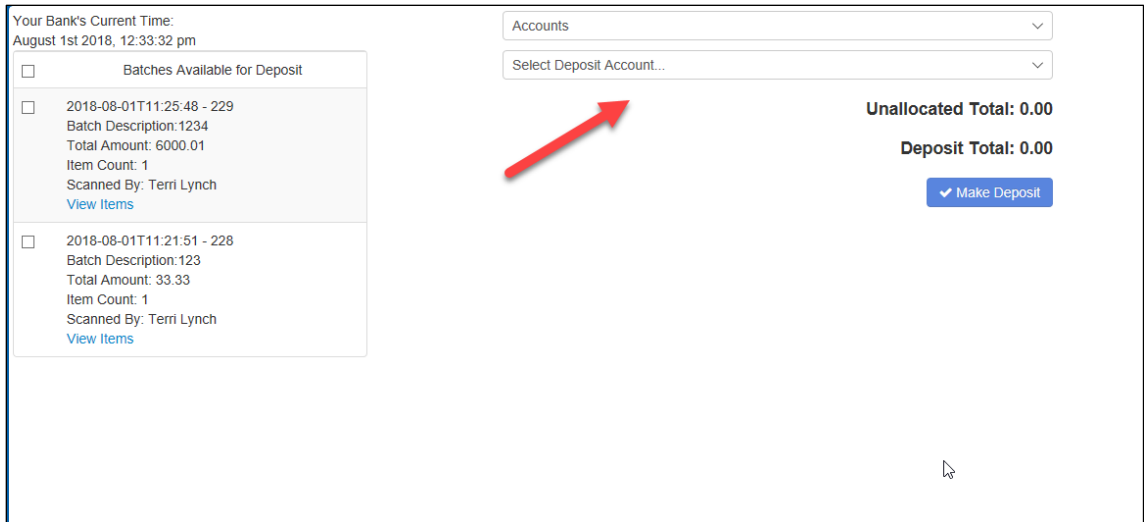 Your Bank's Current Time:
August 1st 2018, 12:33:32 pm
Batches Available for Deposit
2018-08-01T11:25:48 - 229
Batch Description:1234
Total Amount: 6000.01
Item Count: 1
Scanned By: Terri Lynch
View Items
2018-08-01T11:21:51 - 228
Batch Description:123
Total Amount: 33.33
Item Count: 1
Scanned By: Terri Lynch
View Items
Accounts
Select Deposit Account...
Unallocated Total: 0.00
Deposit Total: 0.00
Make Deposit